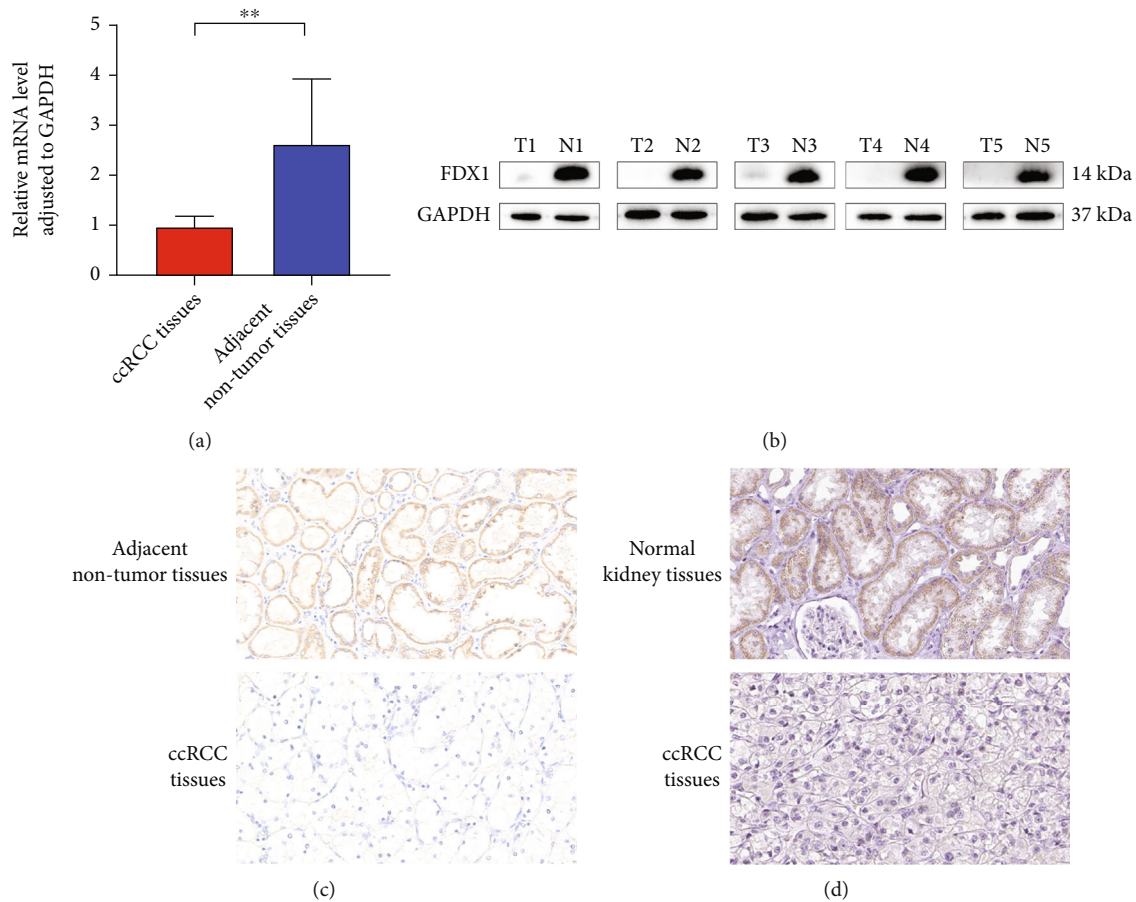 **
5
4
3
2
1
0
Relative mRNA level
adjusted to GAPDH
ccRCC tissues
Adjacent
non-tumor tissues
(a)
T1 N1 T2 N2 T3 N3 T4 N4 T5 N5
FDX1 14 kDa
GAPDH 37 kDa
(b)
Adjacent
non-tumor tissues
ccRCC
tissues
(c)
Normal
kidney tissues
ccRCC
tissues
(d)